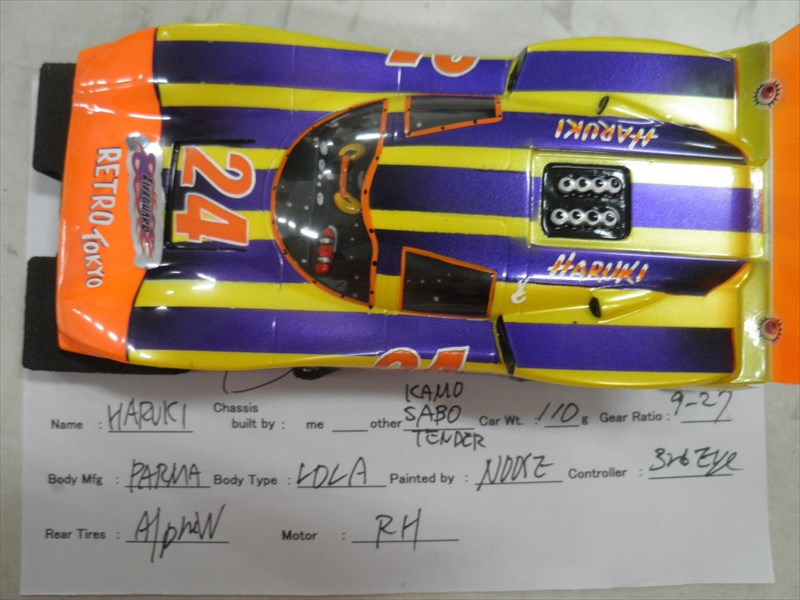 RETRO TOKYO
24
HARUKI
HARUKI
Name : HARUKI Chassis built by : me ___ other KAMO SABO TENDER Car Wt. : 110 g Gear Ratio : 9-27
Body Mfg : PARMA Body Type : LOLA Painted by : NOOSE Controller : 3rd Eye
Rear Tires : Alpha Motor : RH